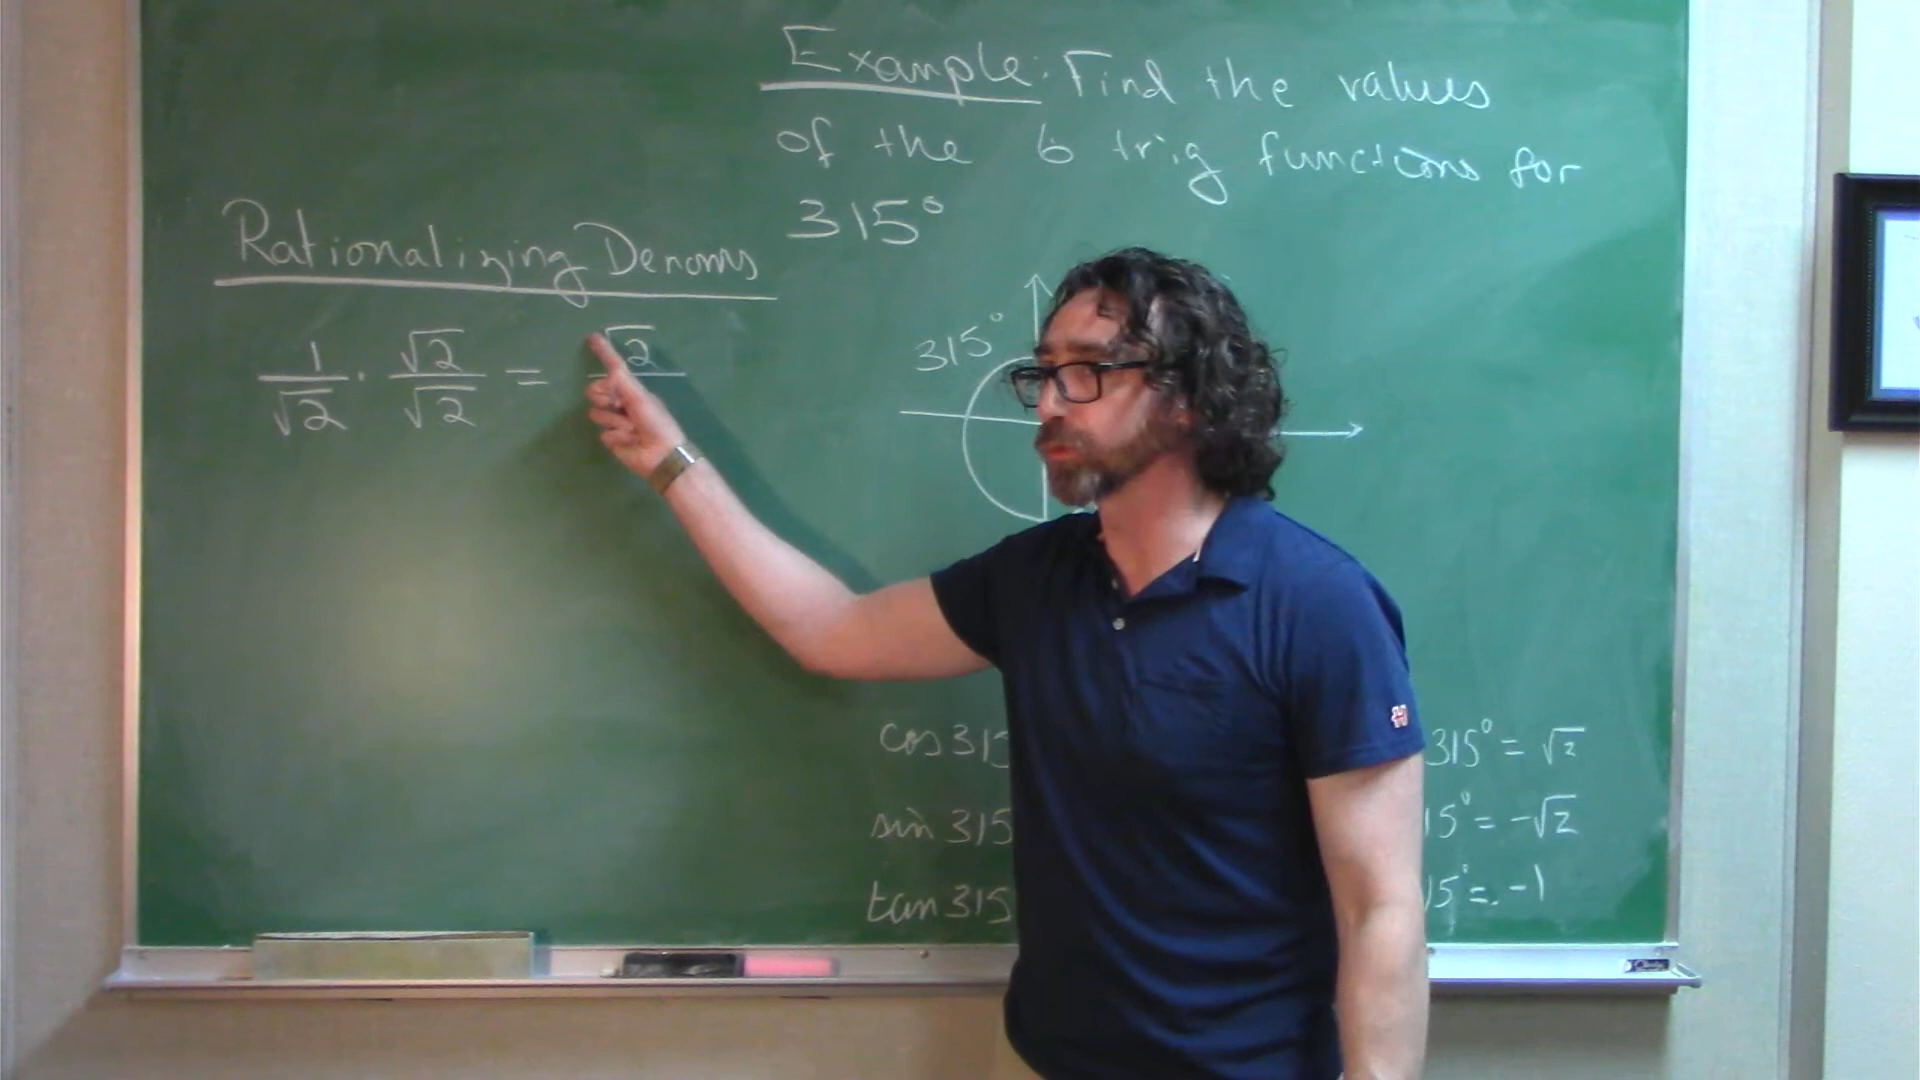 Example: Find the values
of the 6 trig functions for
315°
Rationalizing Denoms
1/√2 · √2/√2 = √2/
315°
cos 315
sin 315
tan 315
315° = √2
15° = -√2
15° = -1
H